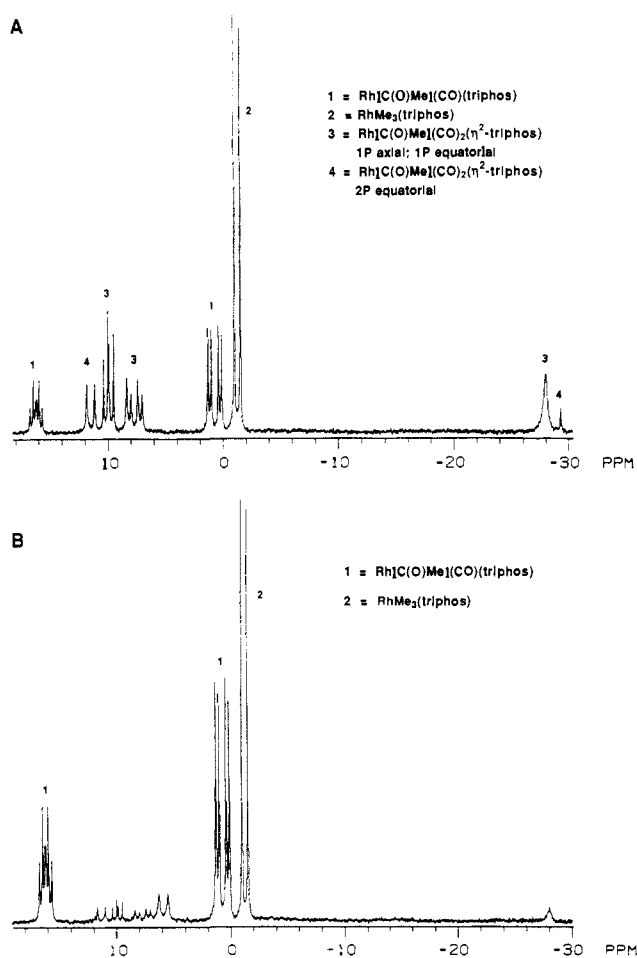 A
1 = Rh[C(O)Me](CO)(triphos)
2 = RhMe3(triphos)
3 = Rh[C(O)Me](CO)2(η2-triphos)
1P axial; 1P equatorial
4 = Rh[C(O)Me](CO)2(η2-triphos)
2P equatorial
2
3
1
1
4
3
3
4
10
0
-10
-20
-30 PPM
B
1 = Rh[C(O)Me](CO)(triphos)
2 = RhMe3(triphos)
2
1
1
10
0
-10
-20
-30 PPM